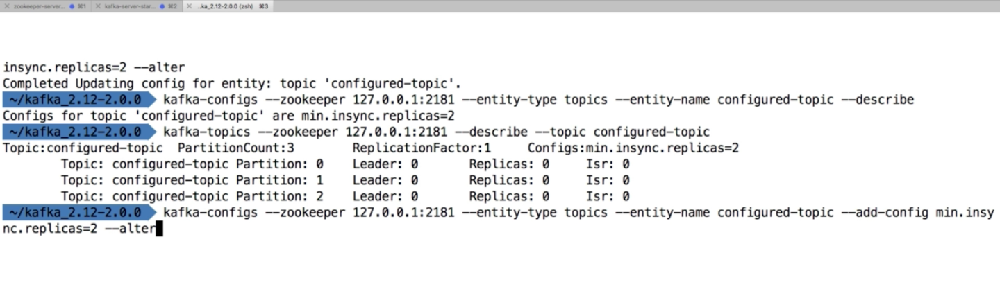 zookeeper-server... ⌘1 kafka-server-star... ⌘2 ..ka_2.12-2.0.0 (zsh) ⌘3
insync.replicas=2 --alter
Completed Updating config for entity: topic 'configured-topic'.
~/kafka_2.12-2.0.0 kafka-configs --zookeeper 127.0.0.1:2181 --entity-type topics --entity-name configured-topic --describe
Configs for topic 'configured-topic' are min.insync.replicas=2
~/kafka_2.12-2.0.0 kafka-topics --zookeeper 127.0.0.1:2181 --describe --topic configured-topic
Topic:configured-topic PartitionCount:3 ReplicationFactor:1 Configs:min.insync.replicas=2
Topic: configured-topic Partition: 0 Leader: 0 Replicas: 0 Isr: 0
Topic: configured-topic Partition: 1 Leader: 0 Replicas: 0 Isr: 0
Topic: configured-topic Partition: 2 Leader: 0 Replicas: 0 Isr: 0
~/kafka_2.12-2.0.0 kafka-configs --zookeeper 127.0.0.1:2181 --entity-type topics --entity-name configured-topic --add-config min.insy
nc.replicas=2 --alter